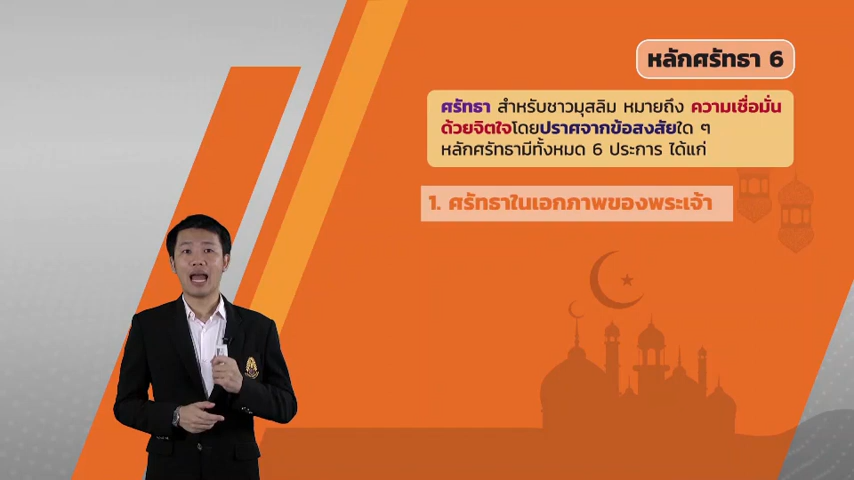 หลักศรัทธา 6
ศรัทธา สำหรับชาวมุสลิม หมายถึง ความเชื่อมั่น
ด้วยจิตใจโดยปราศจากข้อสงสัยใด ๆ
หลักศรัทธามีทั้งหมด 6 ประการ ได้แก่
1. ศรัทธาในเอกภาพของพระเจ้า